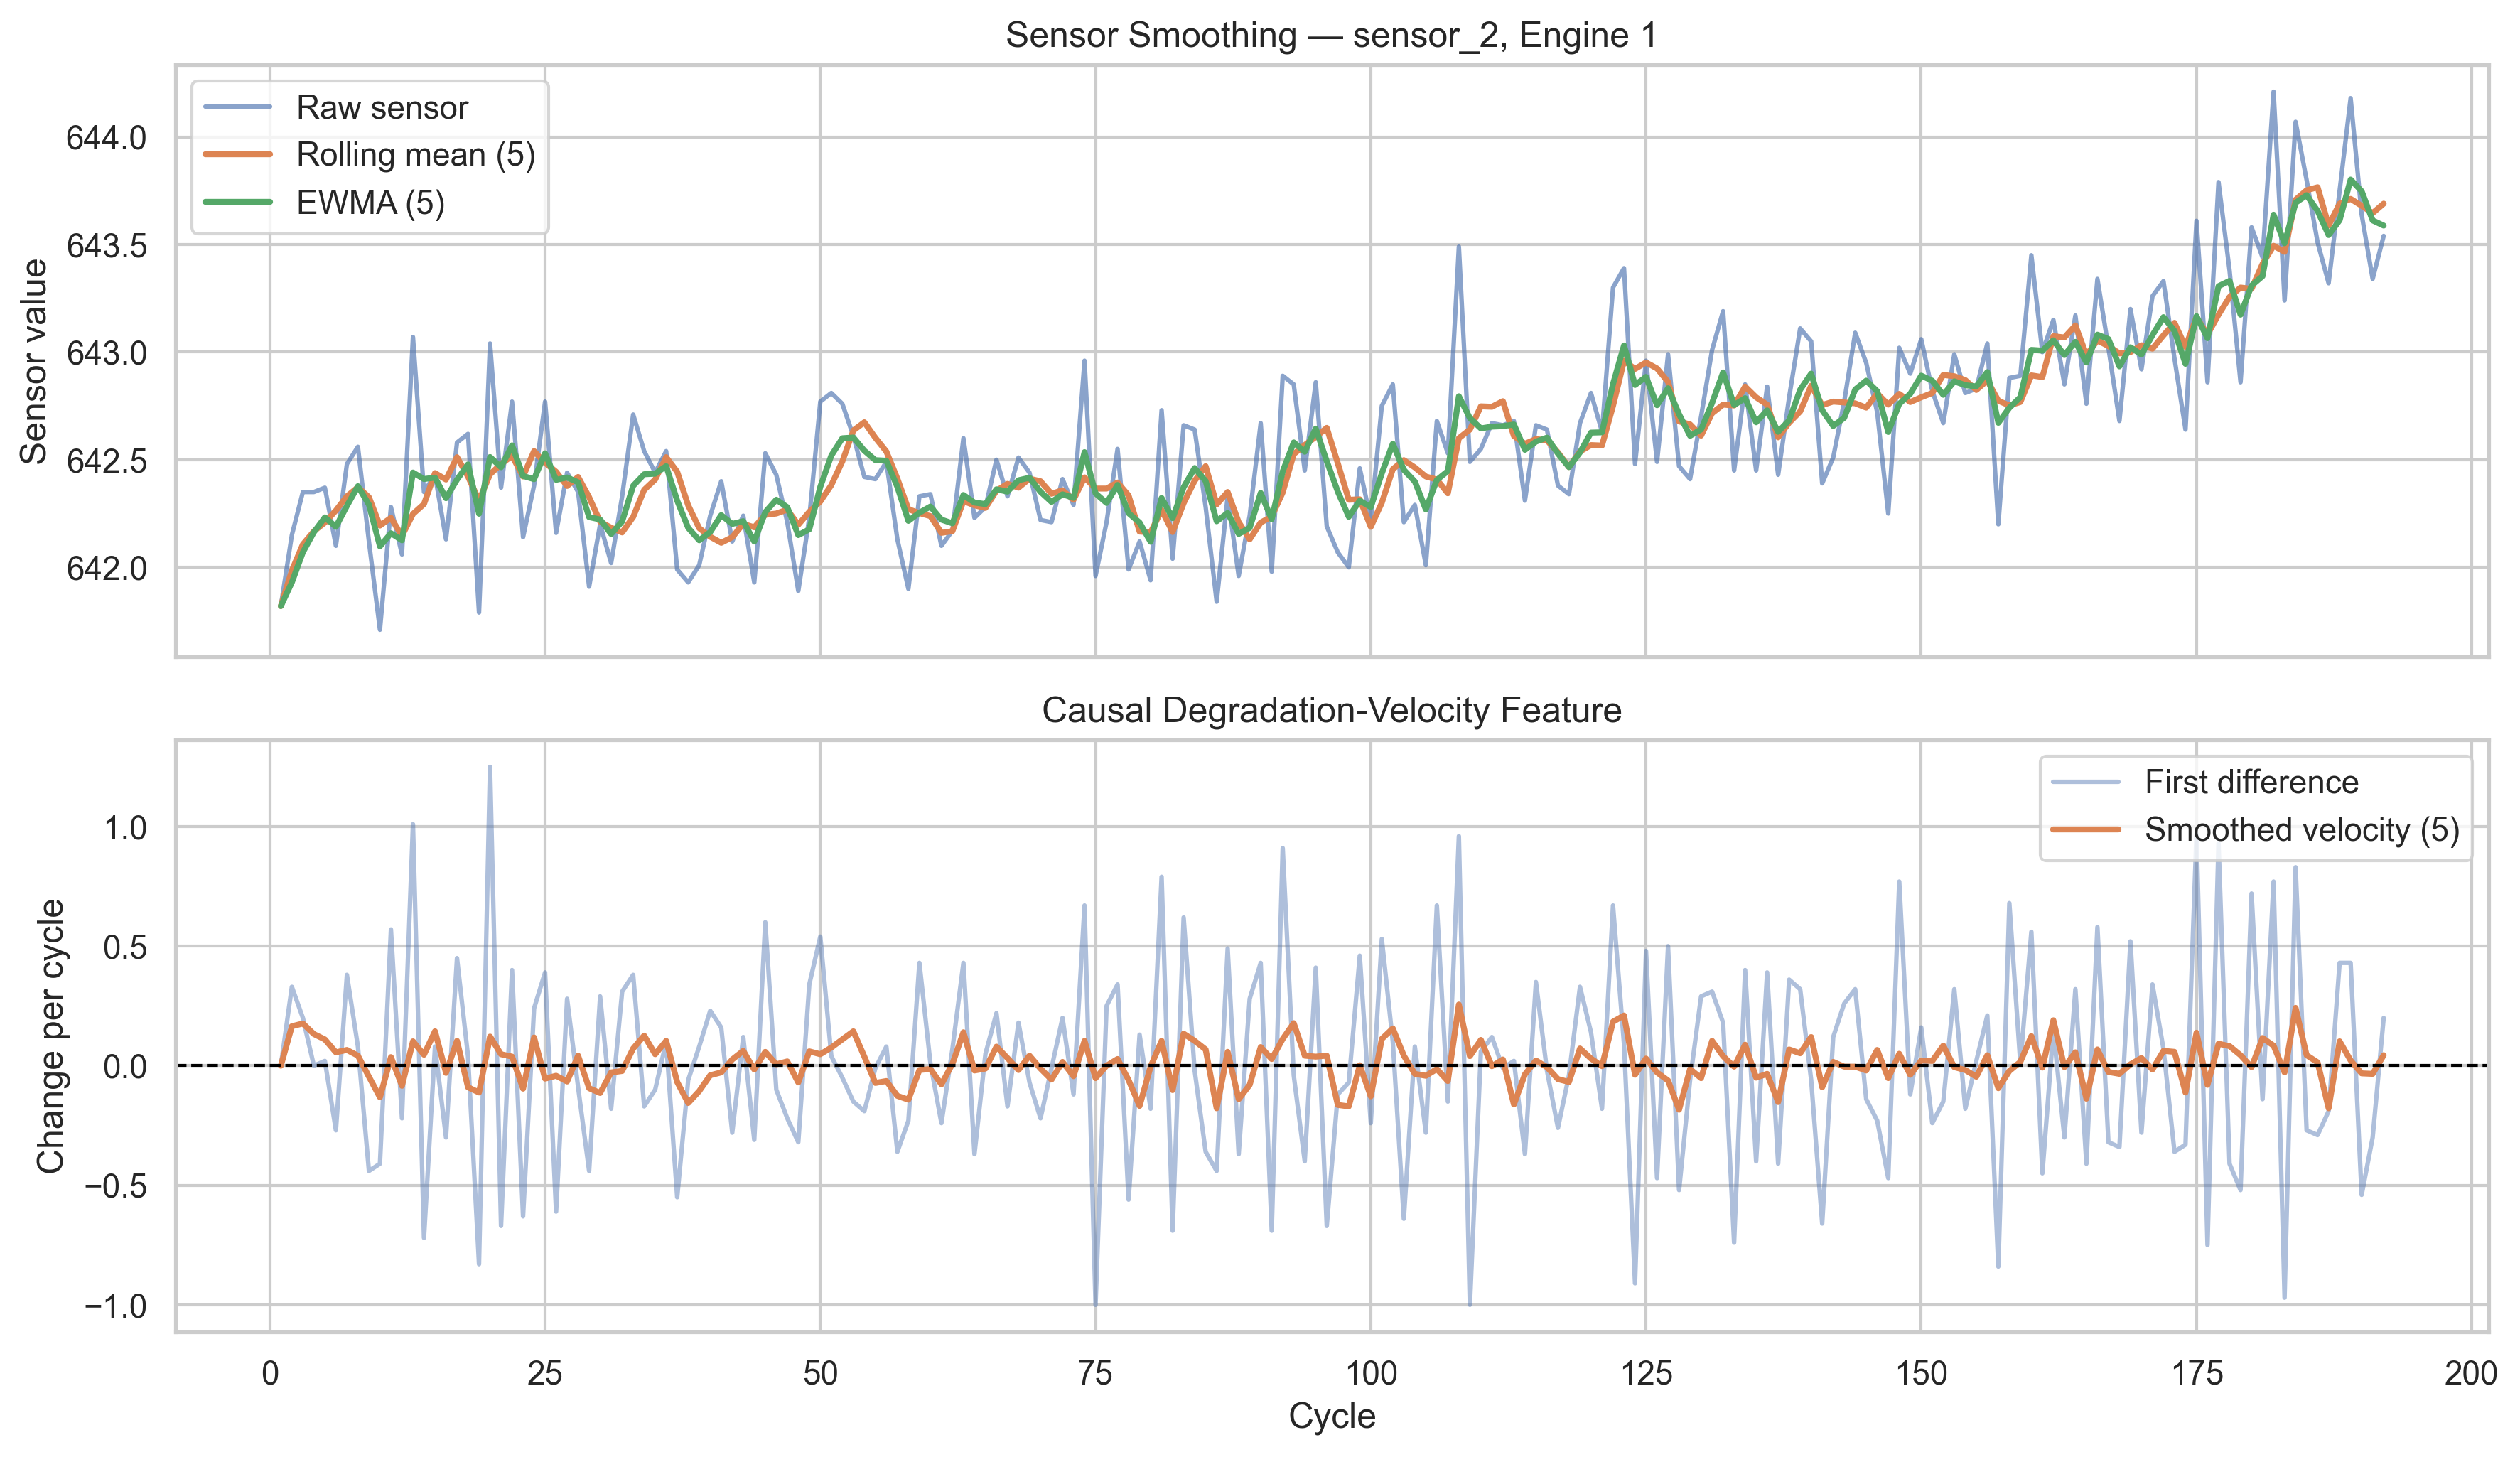 Sensor Smoothing — sensor_2, Engine 1
Raw sensor
Rolling mean (5)
EWMA (5)
Sensor value
644.0
643.5
643.0
642.5
642.0
Causal Degradation-Velocity Feature
First difference
Smoothed velocity (5)
Change per cycle
1.0
0.5
0.0
−0.5
−1.0
0 25 50 75 100 125 150 175 200
Cycle